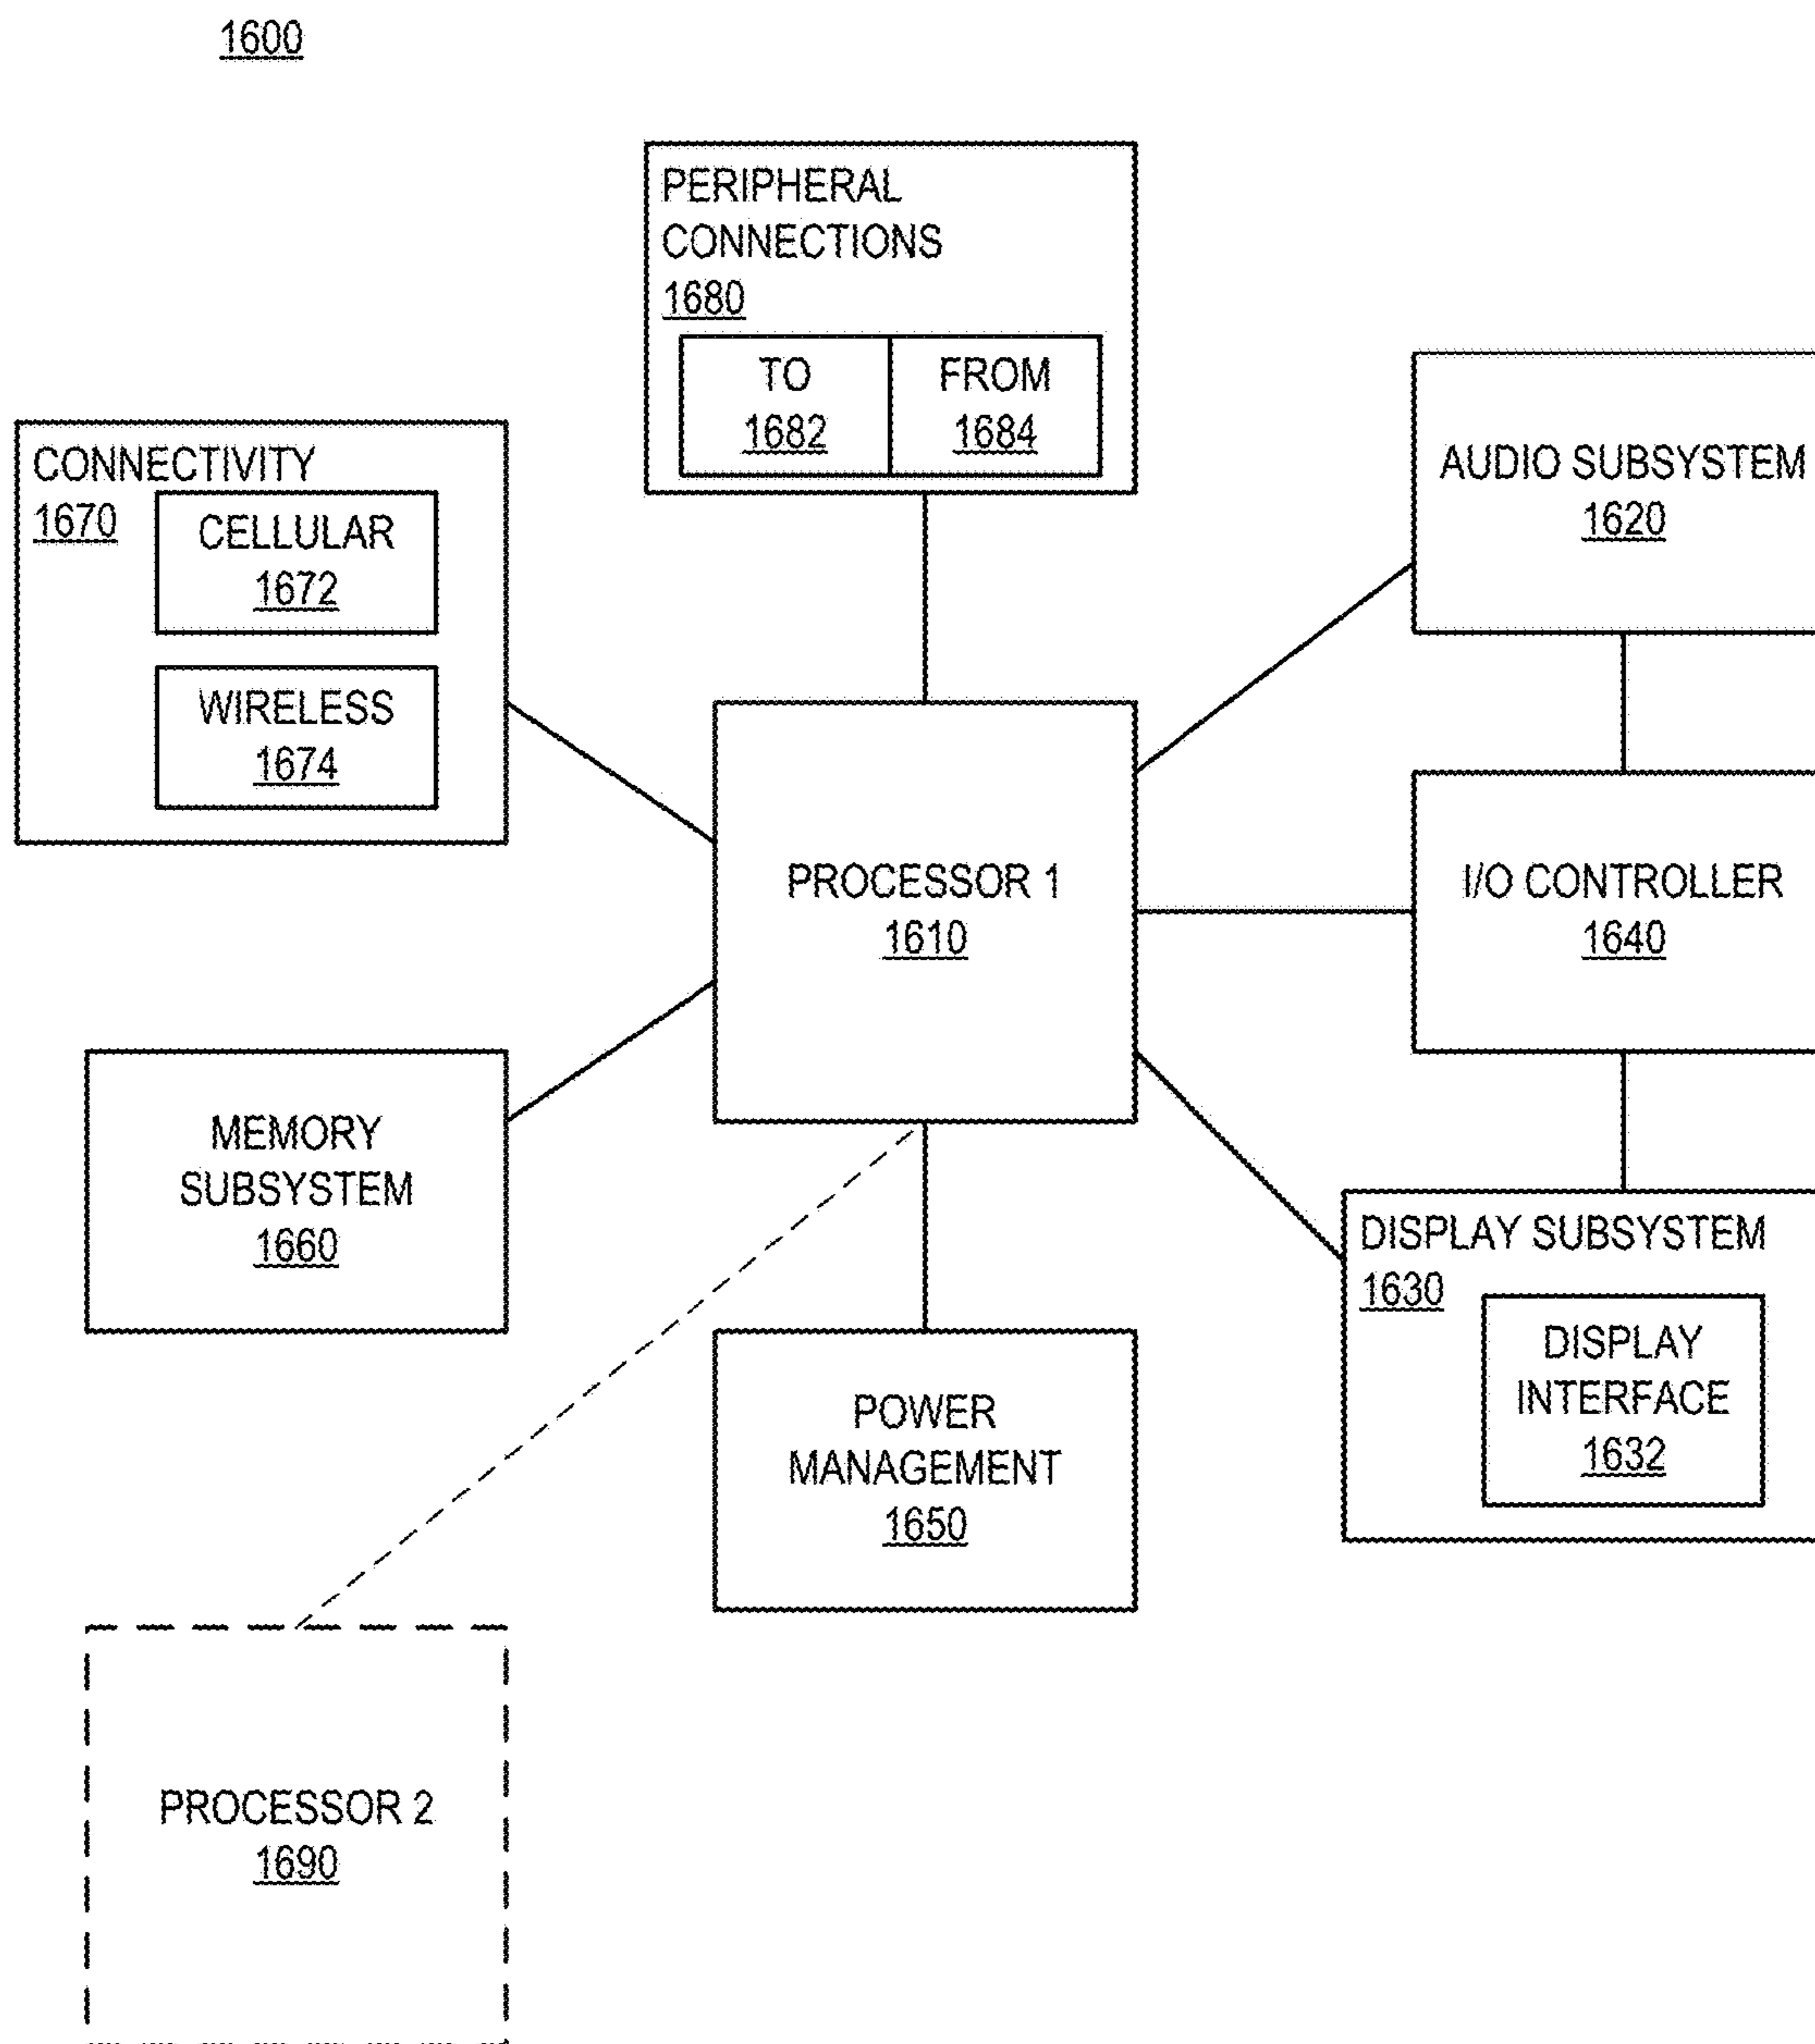 1600
PERIPHERAL
CONNECTIONS
1680
TO
1682
FROM
1684
CONNECTIVITY
1670
CELLULAR
1672
WIRELESS
1674
AUDIO SUBSYSTEM
1620
PROCESSOR 1
1610
I/O CONTROLLER
1640
MEMORY
SUBSYSTEM
1660
DISPLAY SUBSYSTEM
1630
DISPLAY
INTERFACE
1632
POWER
MANAGEMENT
1650
PROCESSOR 2
1690